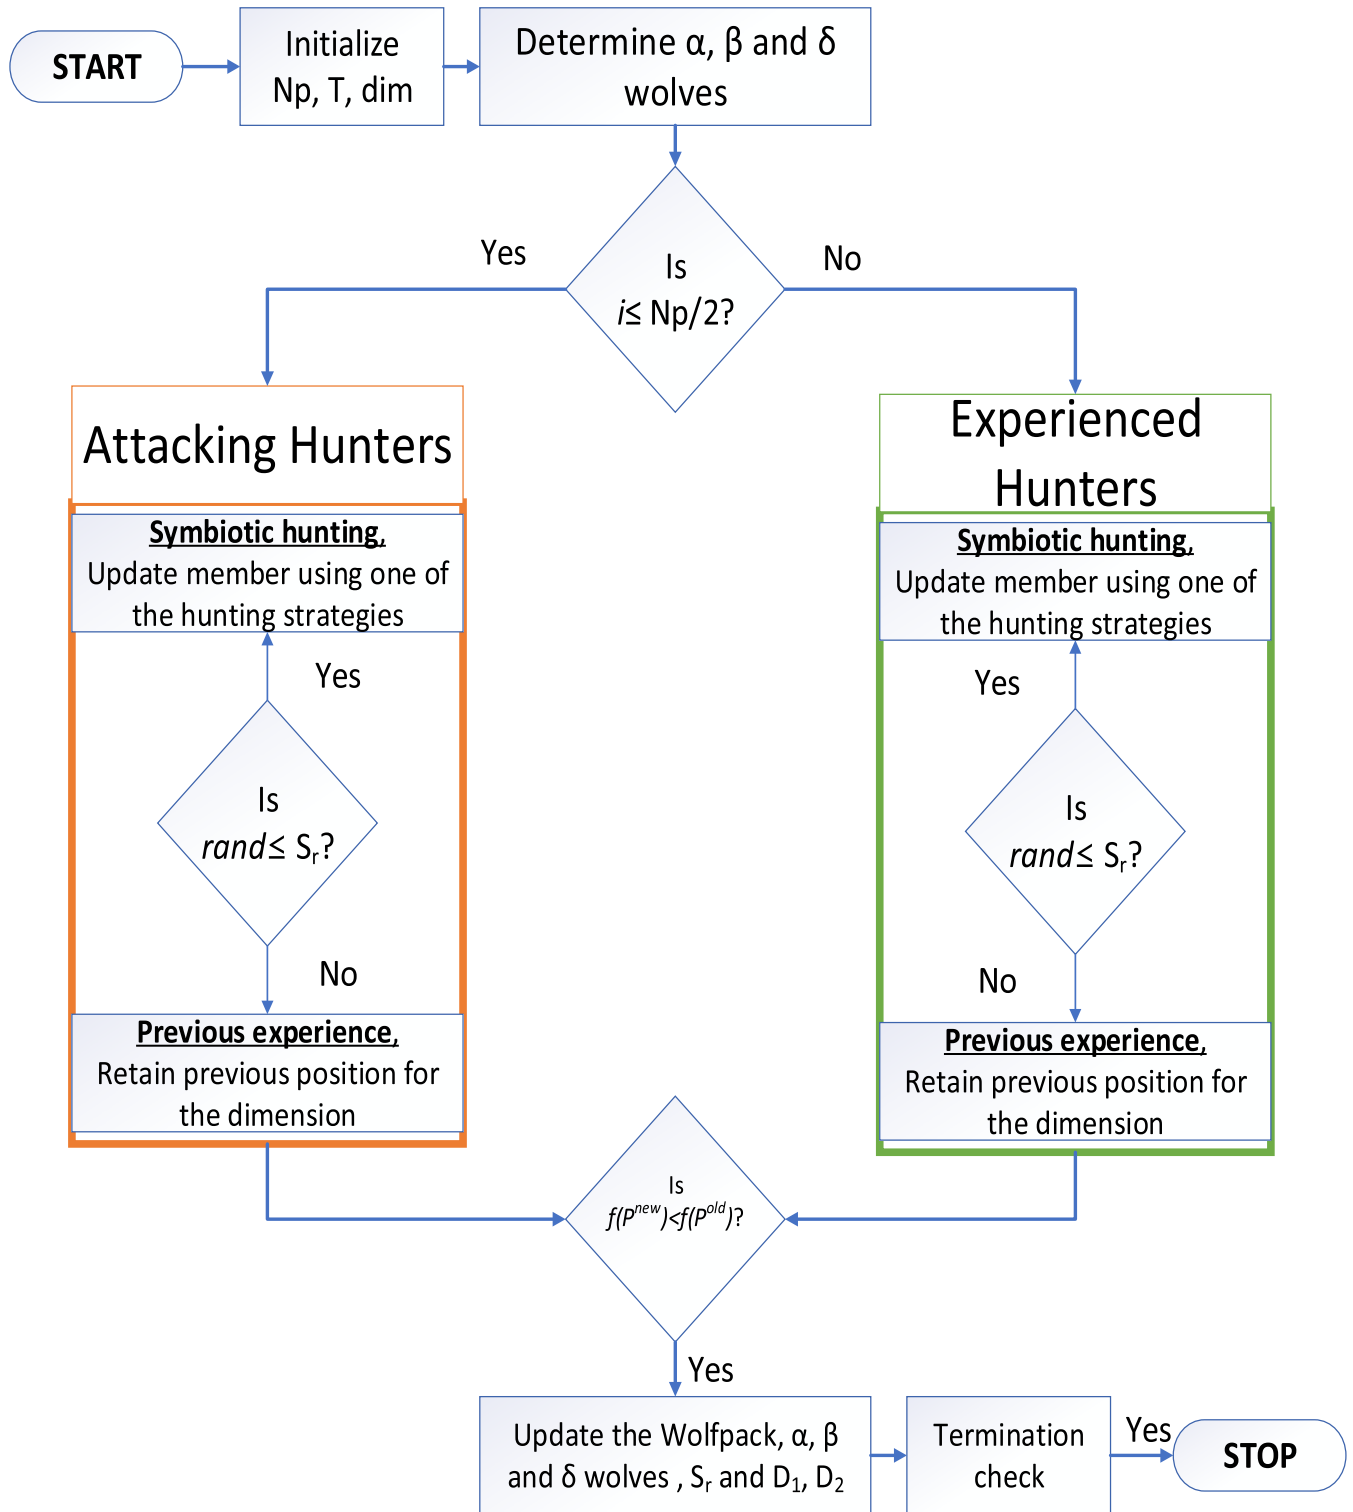 START
Initialize
Np, T, dim
Determine α, β and δ
wolves
Yes
No
Is
i≤ Np/2?
Attacking Hunters
Symbiotic hunting,
Update member using one of
the hunting strategies
Yes
Is
rand≤ Sr?
No
Previous experience,
Retain previous position for
the dimension
Experienced
Hunters
Symbiotic hunting,
Update member using one of
the hunting strategies
Yes
Is
rand≤ Sr?
No
Previous experience,
Retain previous position for
the dimension
Is
f(P^new)<f(P^old)?
Yes
Update the Wolfpack, α, β
and δ wolves , Sr and D1, D2
Termination
check
Yes
STOP